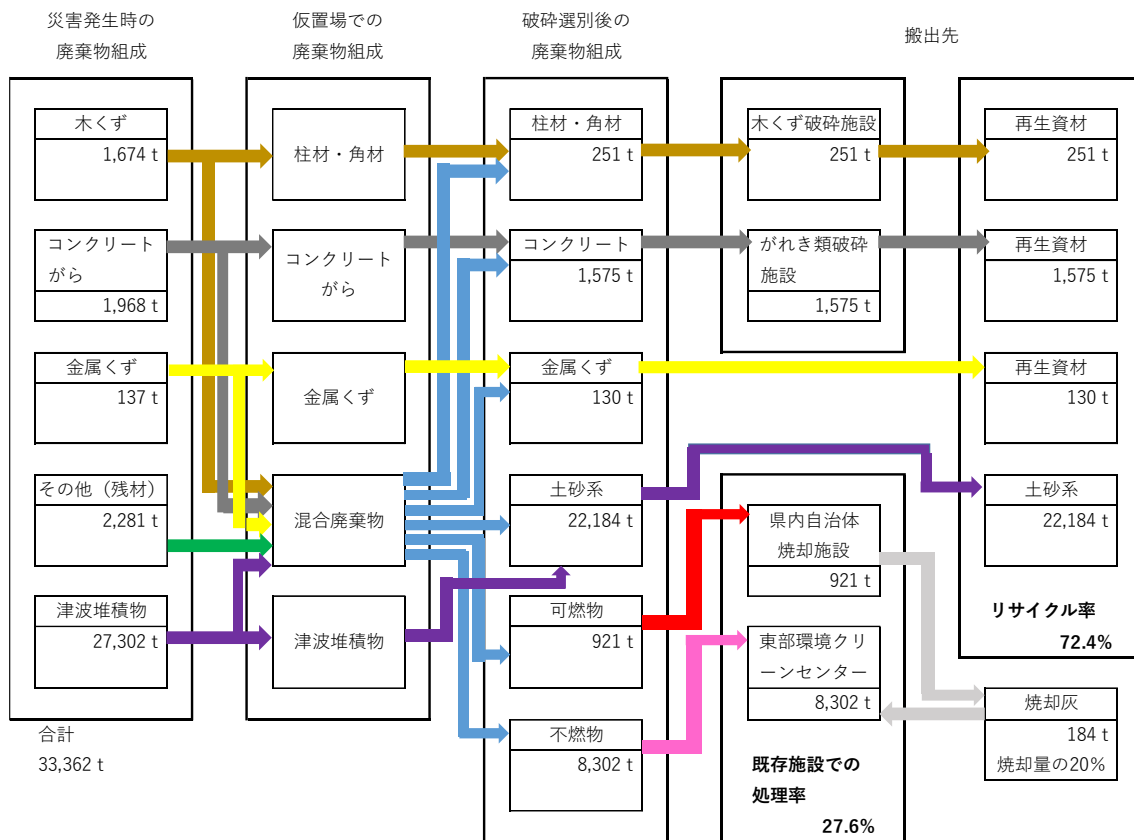 災害発生時の
廃棄物組成
仮置場での
廃棄物組成
破砕選別後の
廃棄物組成
搬出先
木くず
1,674 t
コンクリート
がら
1,968 t
金属くず
137 t
その他（残材）
2,281 t
津波堆積物
27,302 t
合計
33,362 t
柱材・角材
コンクリート
がら
金属くず
混合廃棄物
津波堆積物
柱材・角材
251 t
コンクリート
1,575 t
金属くず
130 t
土砂系
22,184 t
可燃物
921 t
不燃物
8,302 t
木くず破砕施設
251 t
がれき類破砕
施設
1,575 t
県内自治体
焼却施設
921 t
東部環境クリ
ーンセンター
8,302 t
既存施設での
処理率
27.6%
再生資材
251 t
再生資材
1,575 t
再生資材
130 t
土砂系
22,184 t
リサイクル率
72.4%
焼却灰
184 t
焼却量の20%